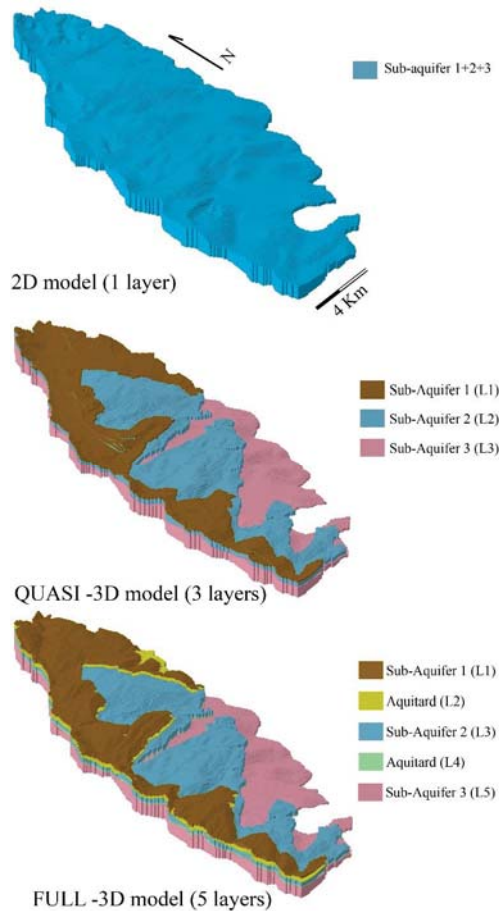 N
Sub-aquifer 1+2+3
2D model (1 layer)
4 Km
Sub-Aquifer 1 (L1)
Sub-Aquifer 2 (L2)
Sub-Aquifer 3 (L3)
QUASI -3D model (3 layers)
Sub-Aquifer 1 (L1)
Aquitard (L2)
Sub-Aquifer 2 (L3)
Aquitard (L4)
Sub-Aquifer 3 (L5)
FULL -3D model (5 layers)